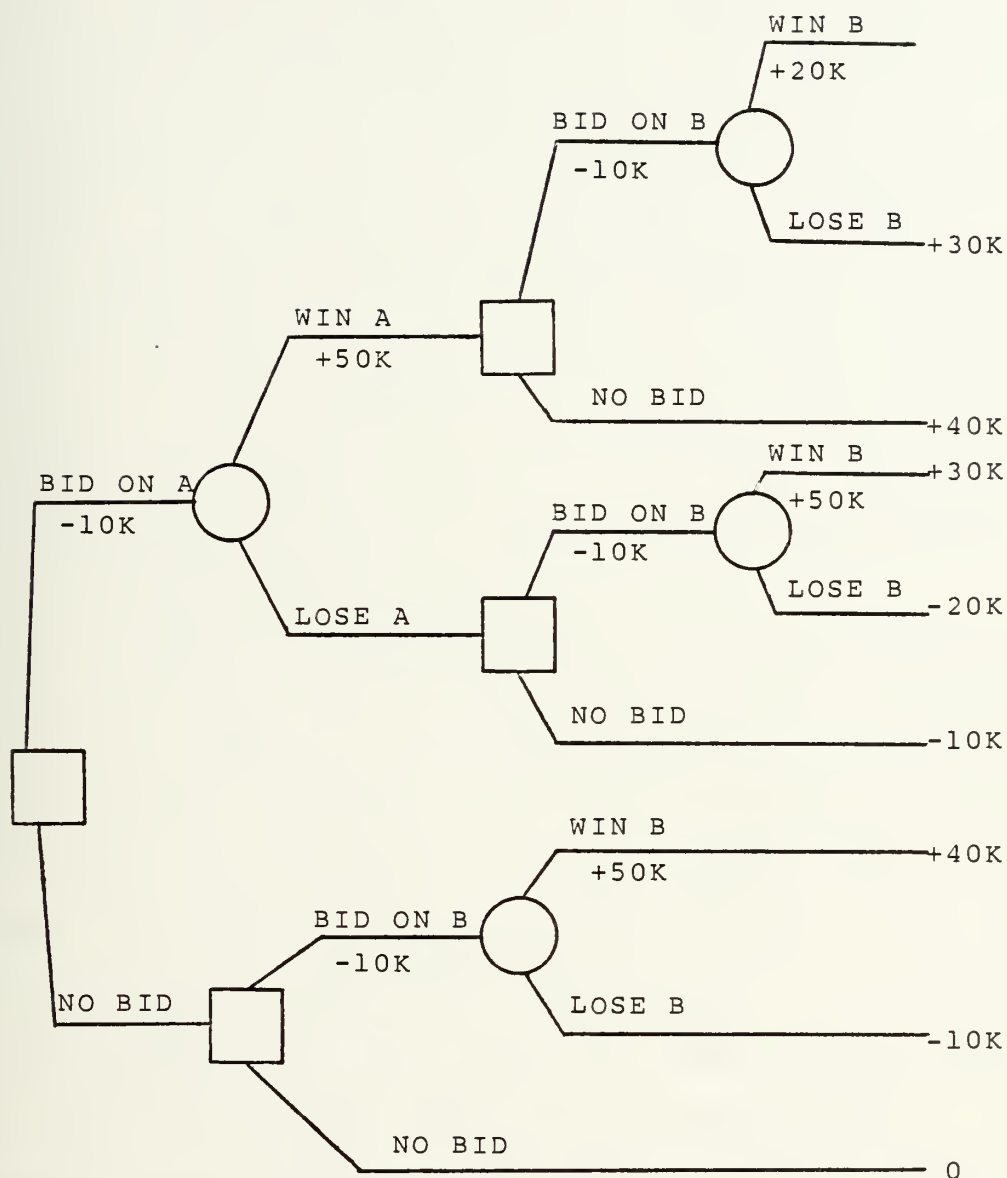 WIN B
+20K
BID ON B
-10K
LOSE B
+30K
WIN A
+50K
NO BID
+40K
WIN B
+30K
BID ON A
+50K
-10K
BID ON B
-10K
LOSE B
-20K
LOSE A
NO BID
-10K
WIN B
+40K
+50K
BID ON B
-10K
NO BID
LOSE B
-10K
NO BID
0